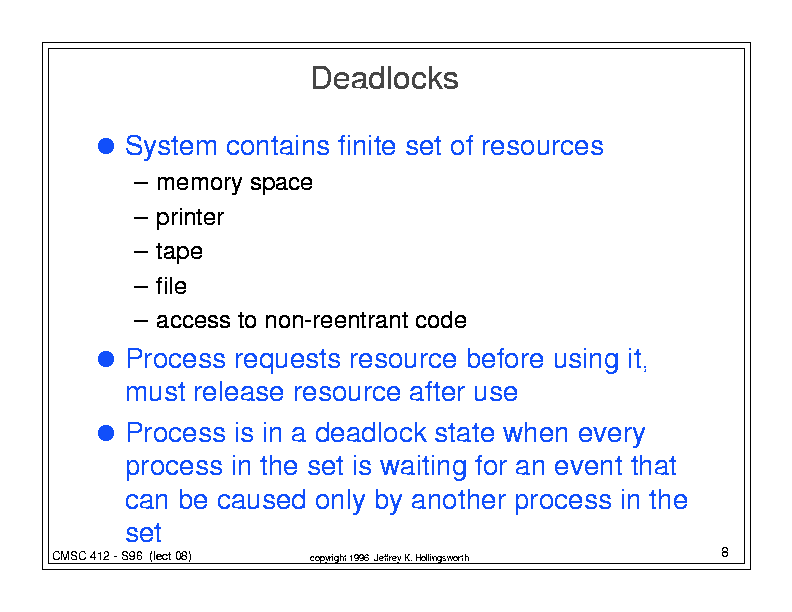 Deadlocks
● System contains finite set of resources
– memory space
– printer
– tape
– file
– access to non-reentrant code
● Process requests resource before using it,
must release resource after use
● Process is in a deadlock state when every
process in the set is waiting for an event that
can be caused only by another process in the
set
CMSC 412 - S96 (lect 08)
copyright 1996 Jeffrey K. Hollingsworth
8